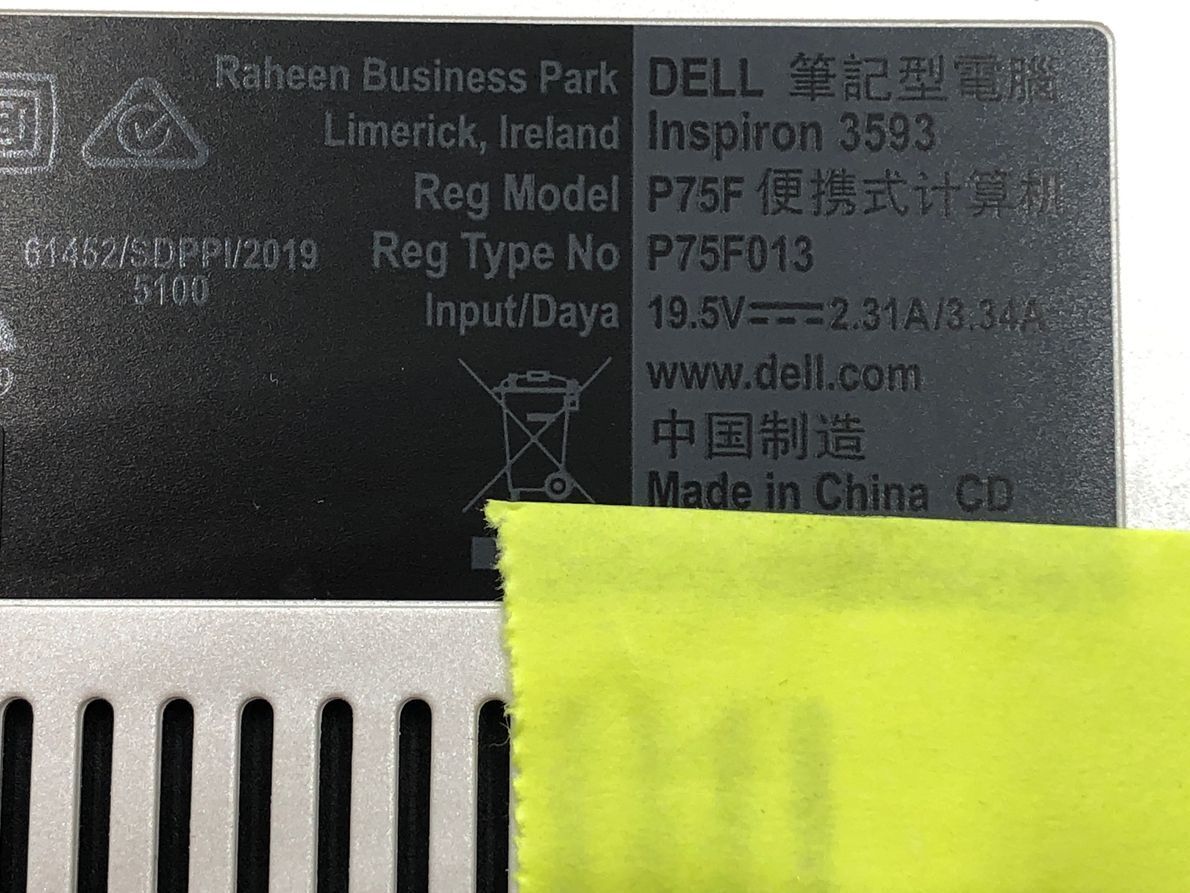 Raheen Business Park
Limerick, Ireland
Reg Model
Reg Type No
Input/Daya
61452/SDPPI/2019
5100
DELL 筆記型電腦
Inspiron 3593
P75F 便携式计算机
P75F013
19.5V⎓2.31A/3.34A
www.dell.com
中国制造
Made in China CD